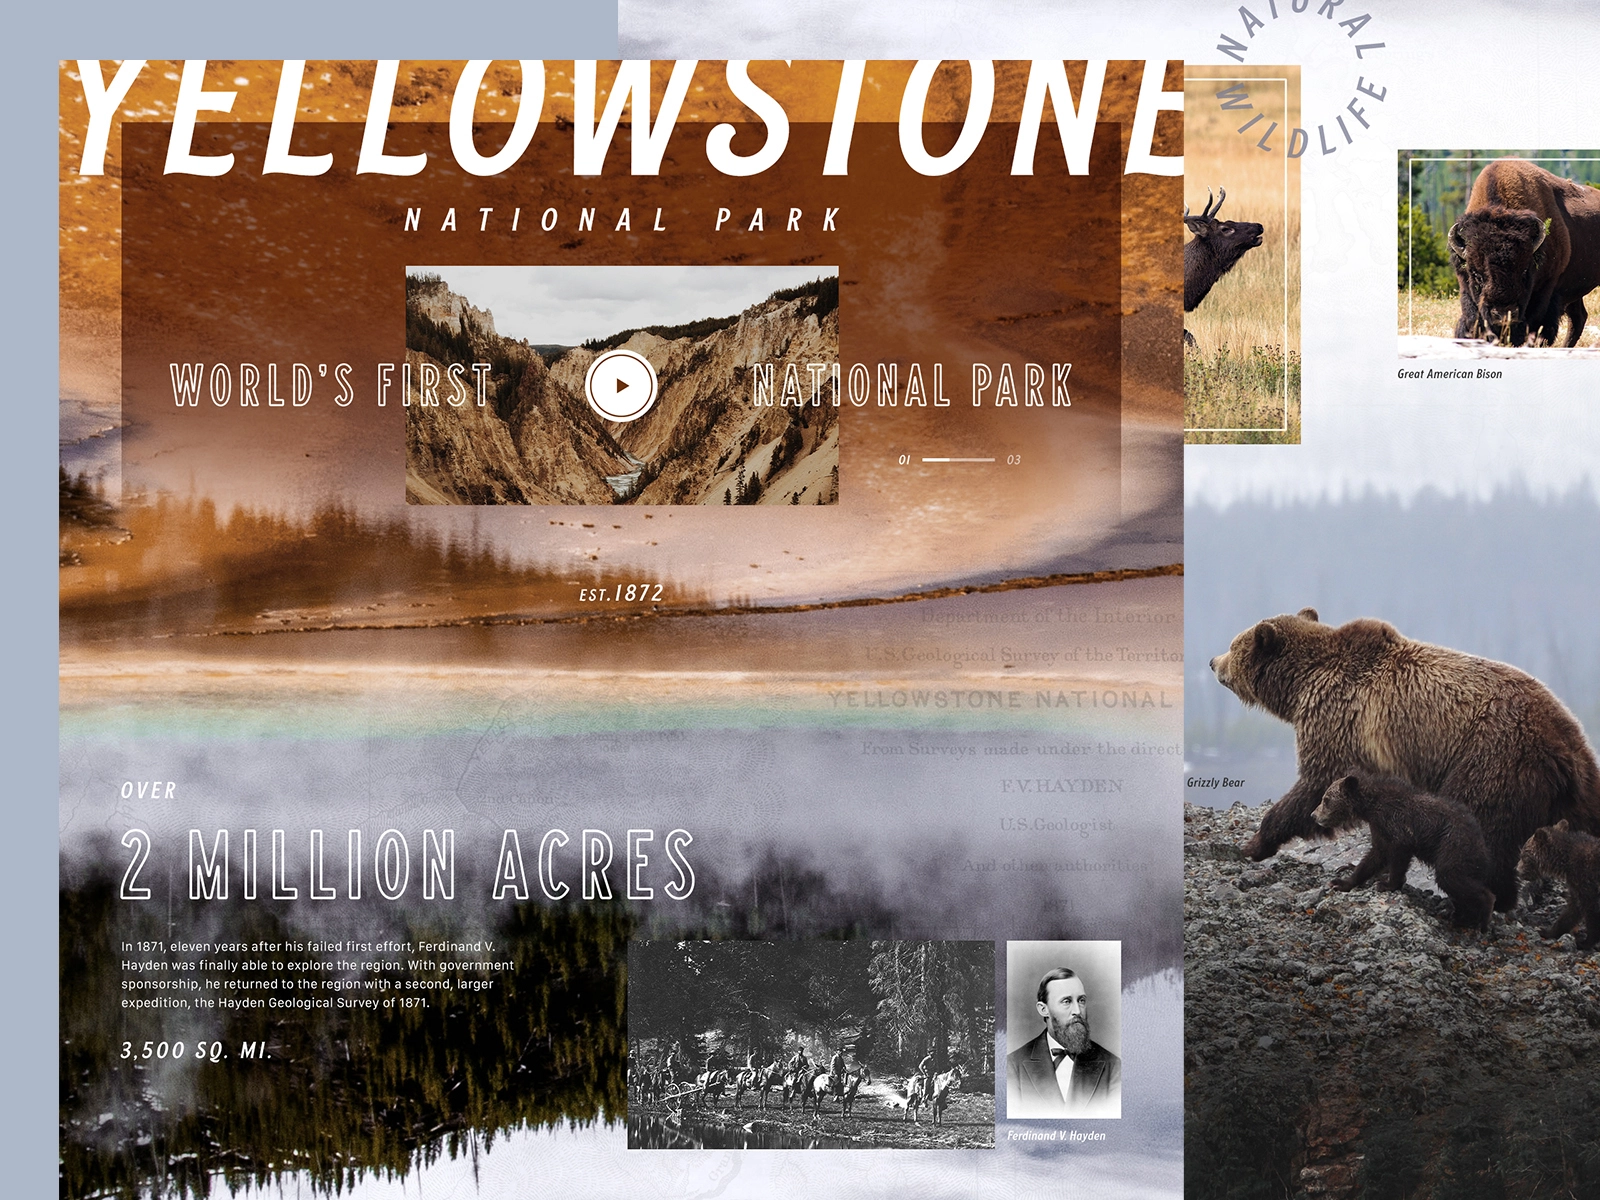 YELLOWSTONE
NATIONAL PARK
WORLD'S FIRST
NATIONAL PARK
01
03
EST.1872
Department of the Interior
U.S.Geological Survey of the
YELLOWSTONE NATIONAL
From Surveys made under the
F.V. HAYDEN
U.S.Geologist
And other authorities
1871
OVER
2 MILLION ACRES
In 1871, eleven years after his failed first effort, Ferdinand V.
Hayden was finally able to explore the region. With government
sponsorship, he returned to the region with a second, larger
expedition, the Hayden Geological Survey of 1871.
3,500 SQ. MI.
Ferdinand V. Hayden
NATURAL
WILDLIFE
Great American Bison
Grizzly Bear